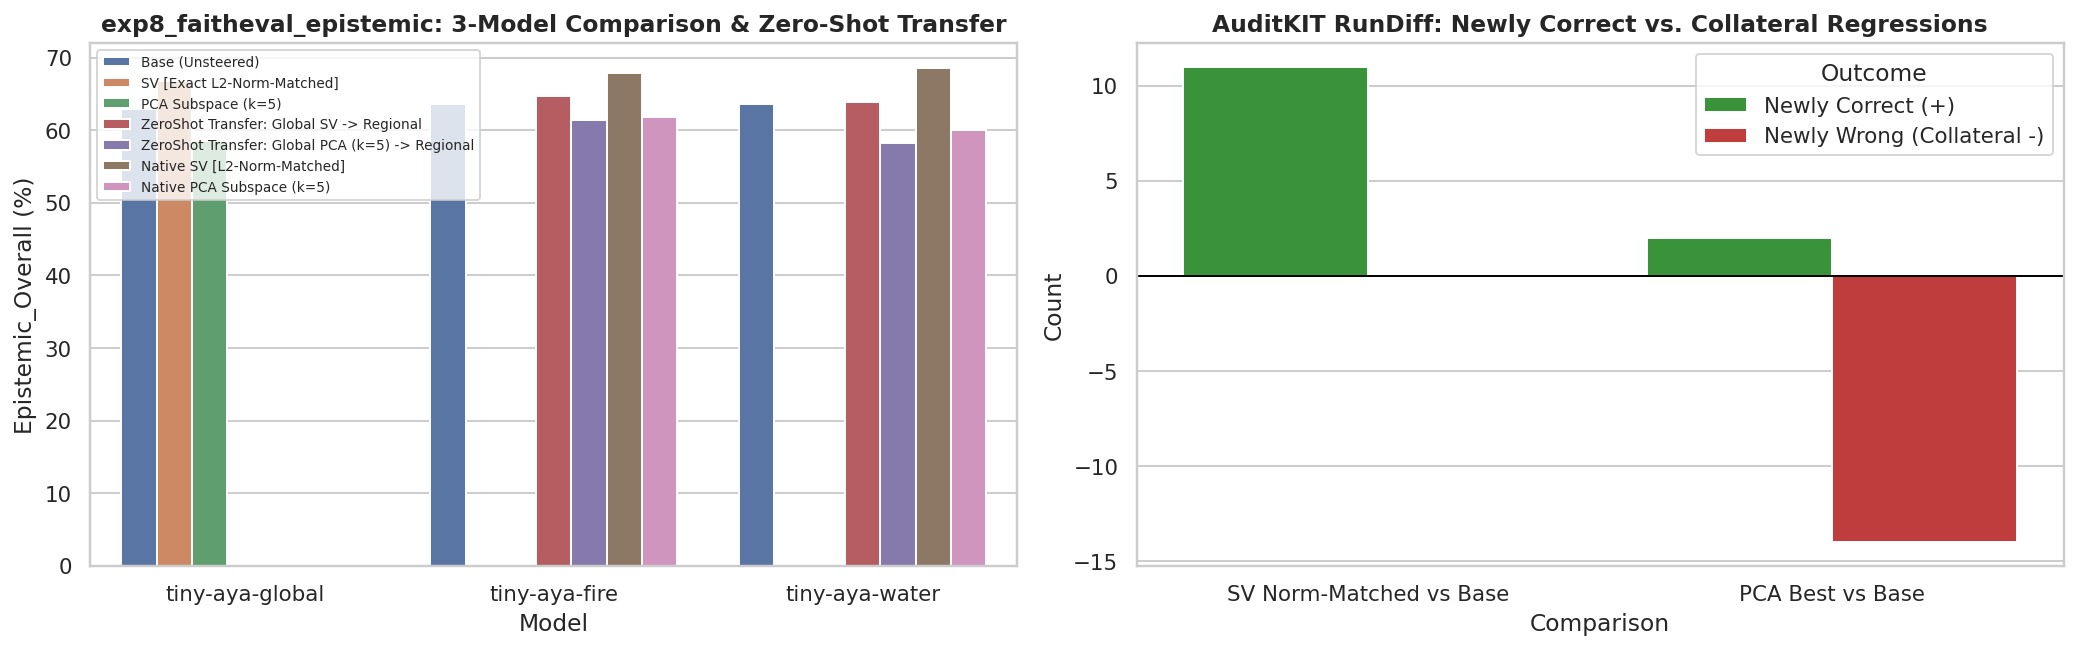 exp8_faitheval_epistemic: 3-Model Comparison & Zero-Shot Transfer
Epistemic_Overall (%)
70
60
50
40
30
20
10
0
Base (Unsteered)
SV [Exact L2-Norm-Matched]
PCA Subspace (k=5)
ZeroShot Transfer: Global SV -> Regional
ZeroShot Transfer: Global PCA (k=5) -> Regional
Native SV [L2-Norm-Matched]
Native PCA Subspace (k=5)
tiny-aya-global
tiny-aya-fire
tiny-aya-water
Model
AuditKIT RunDiff: Newly Correct vs. Collateral Regressions
Count
10
5
0
−5
−10
−15
Outcome
Newly Correct (+)
Newly Wrong (Collateral -)
SV Norm-Matched vs Base
PCA Best vs Base
Comparison